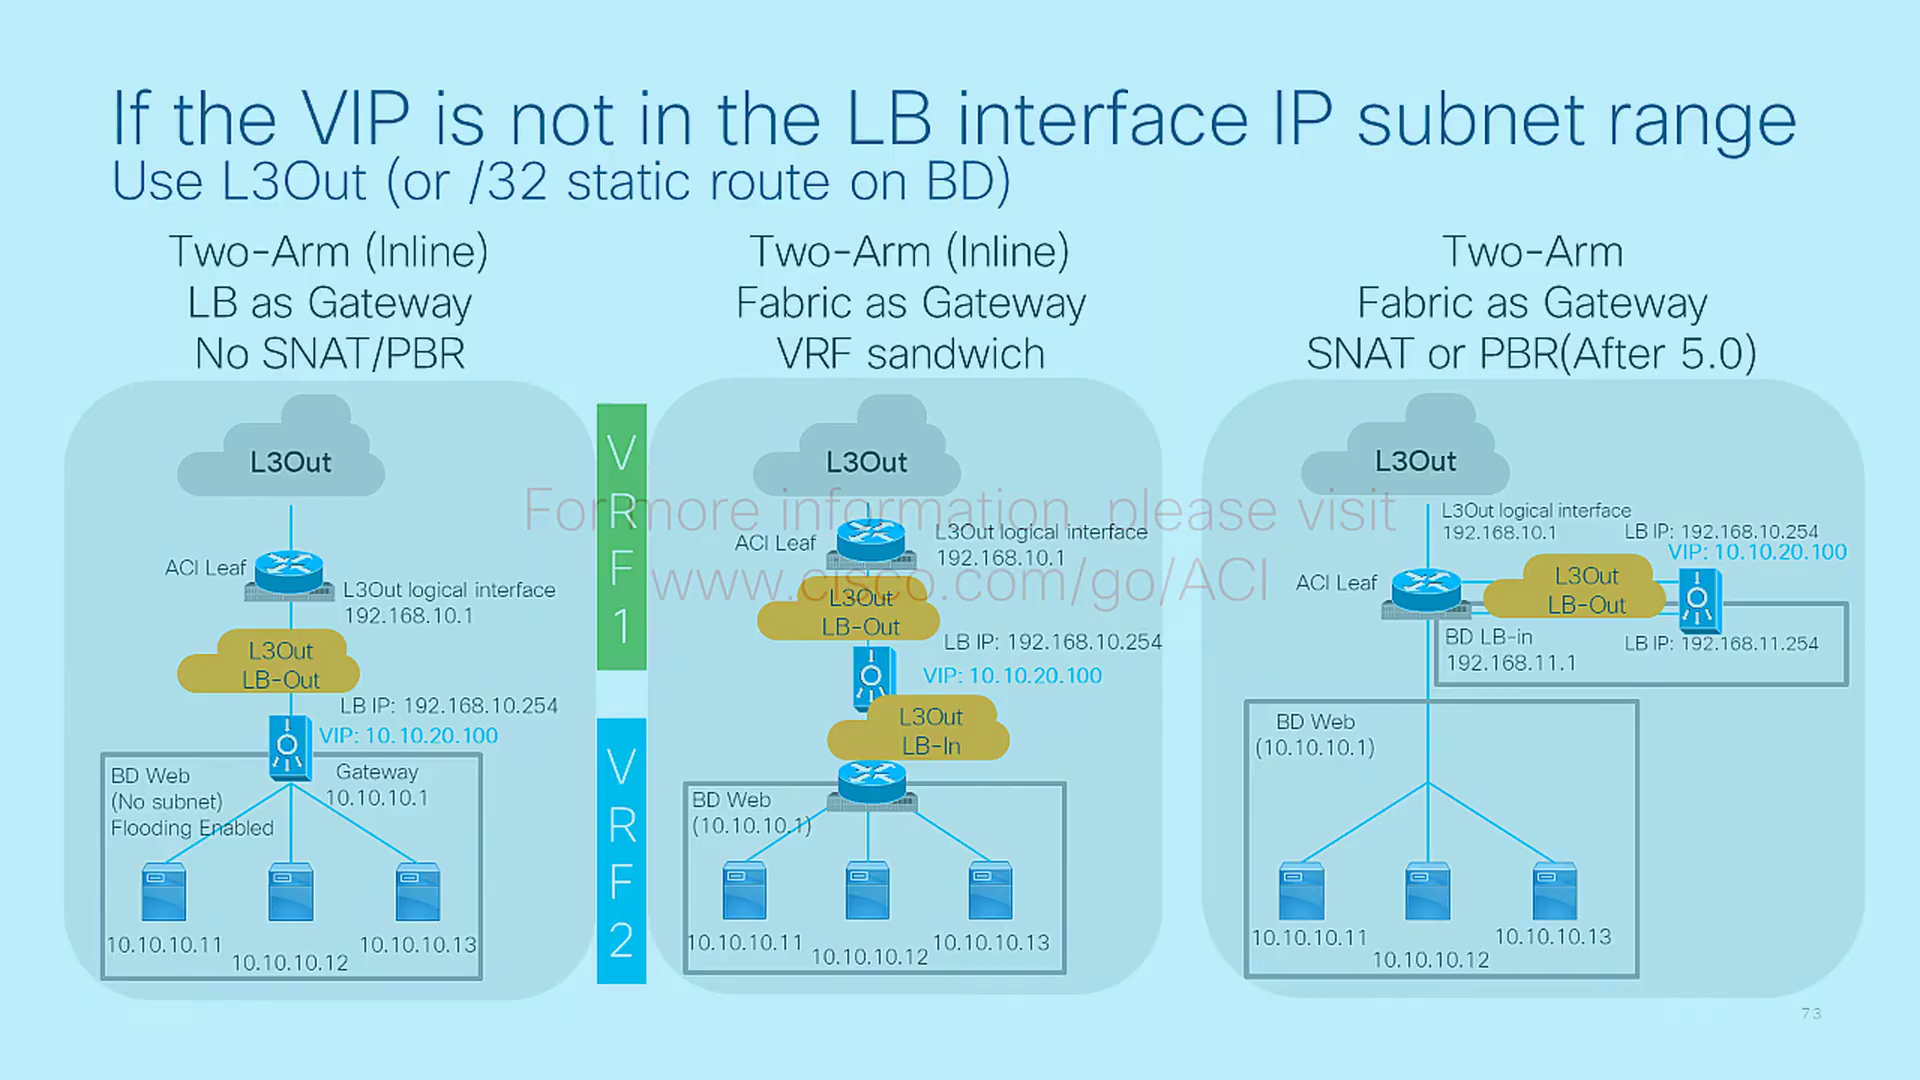 If the VIP is not in the LB interface IP subnet range
Use L3Out (or /32 static route on BD)
Two-Arm (Inline)
LB as Gateway
No SNAT/PBR
L3Out
ACI Leaf
L3Out logical interface
192.168.10.1
L3Out
LB-Out
LB IP: 192.168.10.254
VIP: 10.10.20.100
BD Web
(No subnet)
Flooding Enabled
Gateway
10.10.10.1
10.10.10.11
10.10.10.12
10.10.10.13
VRF1
VRF2
Two-Arm (Inline)
Fabric as Gateway
VRF sandwich
L3Out
ACI Leaf
L3Out logical interface
192.168.10.1
L3Out
LB-Out
LB IP: 192.168.10.254
VIP: 10.10.20.100
L3Out
LB-In
BD Web
(10.10.10.1)
10.10.10.11
10.10.10.12
10.10.10.13
Two-Arm
Fabric as Gateway
SNAT or PBR(After 5.0)
L3Out
L3Out logical interface
192.168.10.1
LB IP: 192.168.10.254
VIP: 10.10.20.100
ACI Leaf
L3Out
LB-Out
BD LB-in
192.168.11.1
LB IP: 192.168.11.254
BD Web
(10.10.10.1)
10.10.10.11
10.10.10.12
10.10.10.13
For more information, please visit
www.cisco.com/go/ACI
73